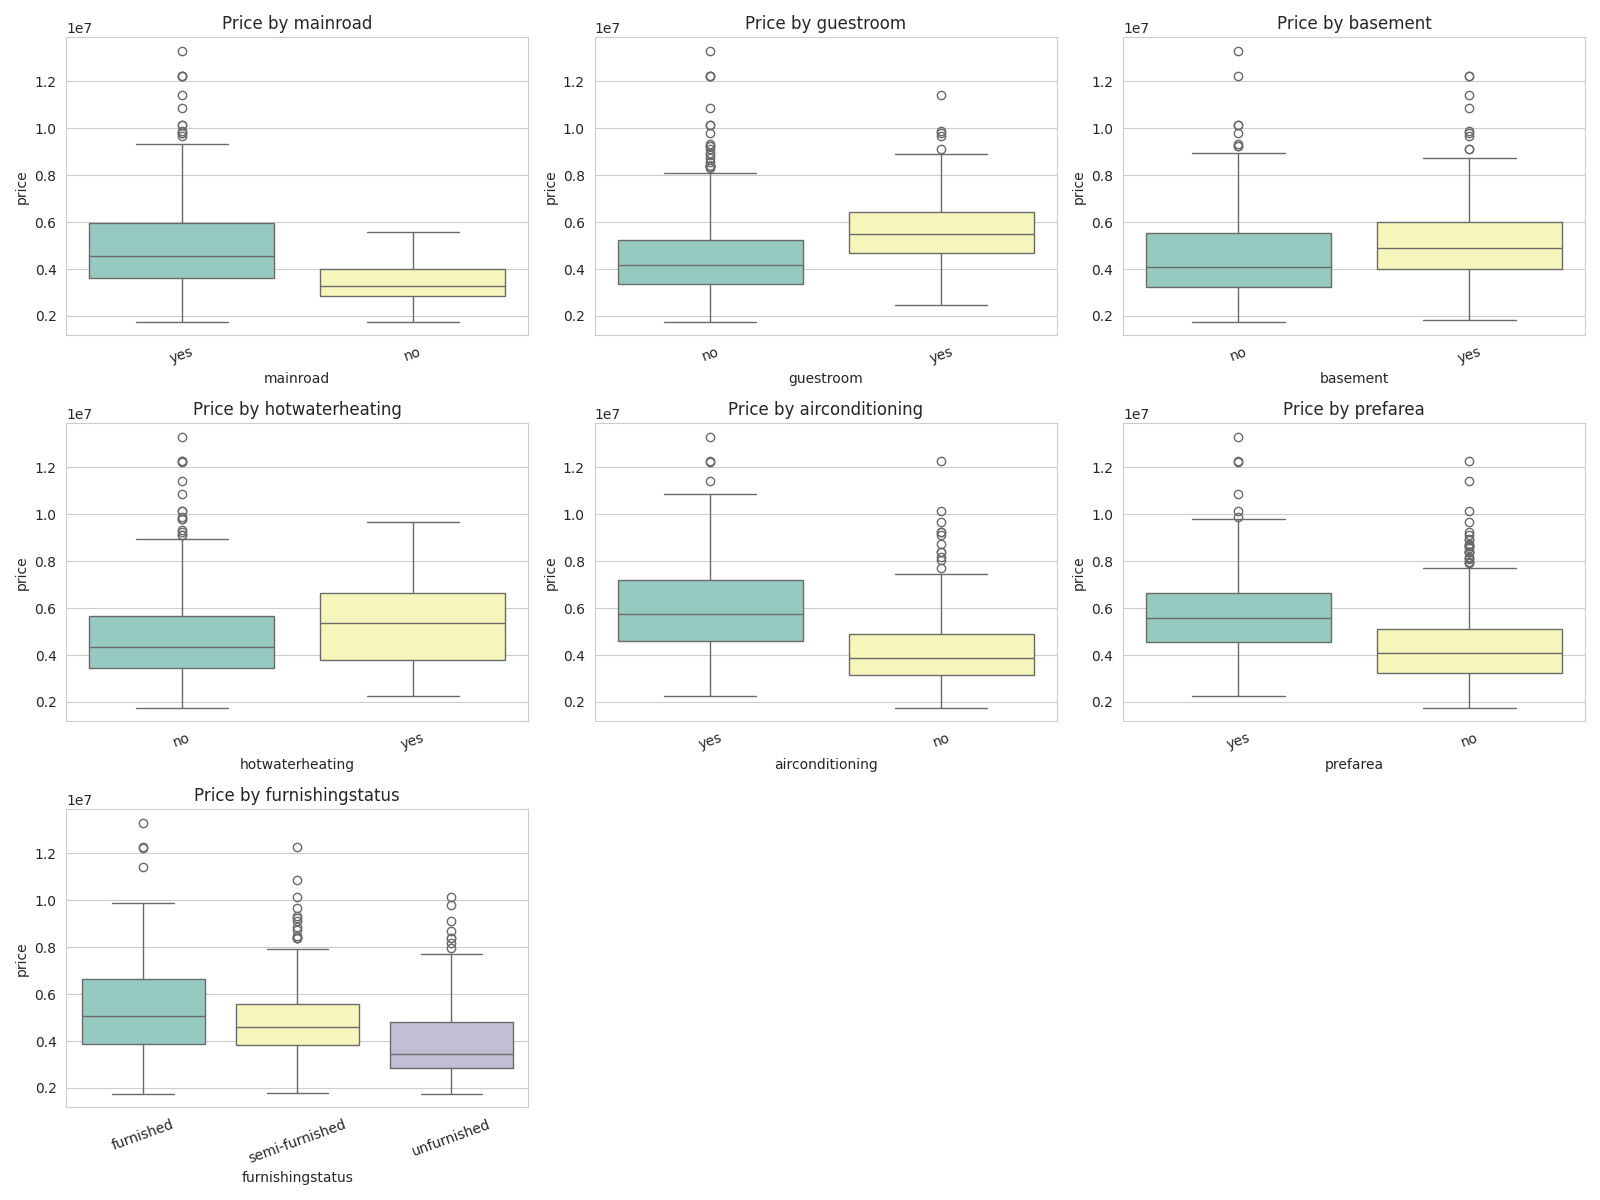 Price by mainroad
1e7
1.2
1.0
0.8
0.6
0.4
0.2
price
yes
no
mainroad
Price by guestroom
1e7
1.2
1.0
0.8
0.6
0.4
0.2
price
no
yes
guestroom
Price by basement
1e7
1.2
1.0
0.8
0.6
0.4
0.2
price
no
yes
basement
Price by hotwaterheating
1e7
1.2
1.0
0.8
0.6
0.4
0.2
price
no
yes
hotwaterheating
Price by airconditioning
1e7
1.2
1.0
0.8
0.6
0.4
0.2
price
yes
no
airconditioning
Price by prefarea
1e7
1.2
1.0
0.8
0.6
0.4
0.2
price
yes
no
prefarea
Price by furnishingstatus
1e7
1.2
1.0
0.8
0.6
0.4
0.2
price
furnished
semi-furnished
unfurnished
furnishingstatus